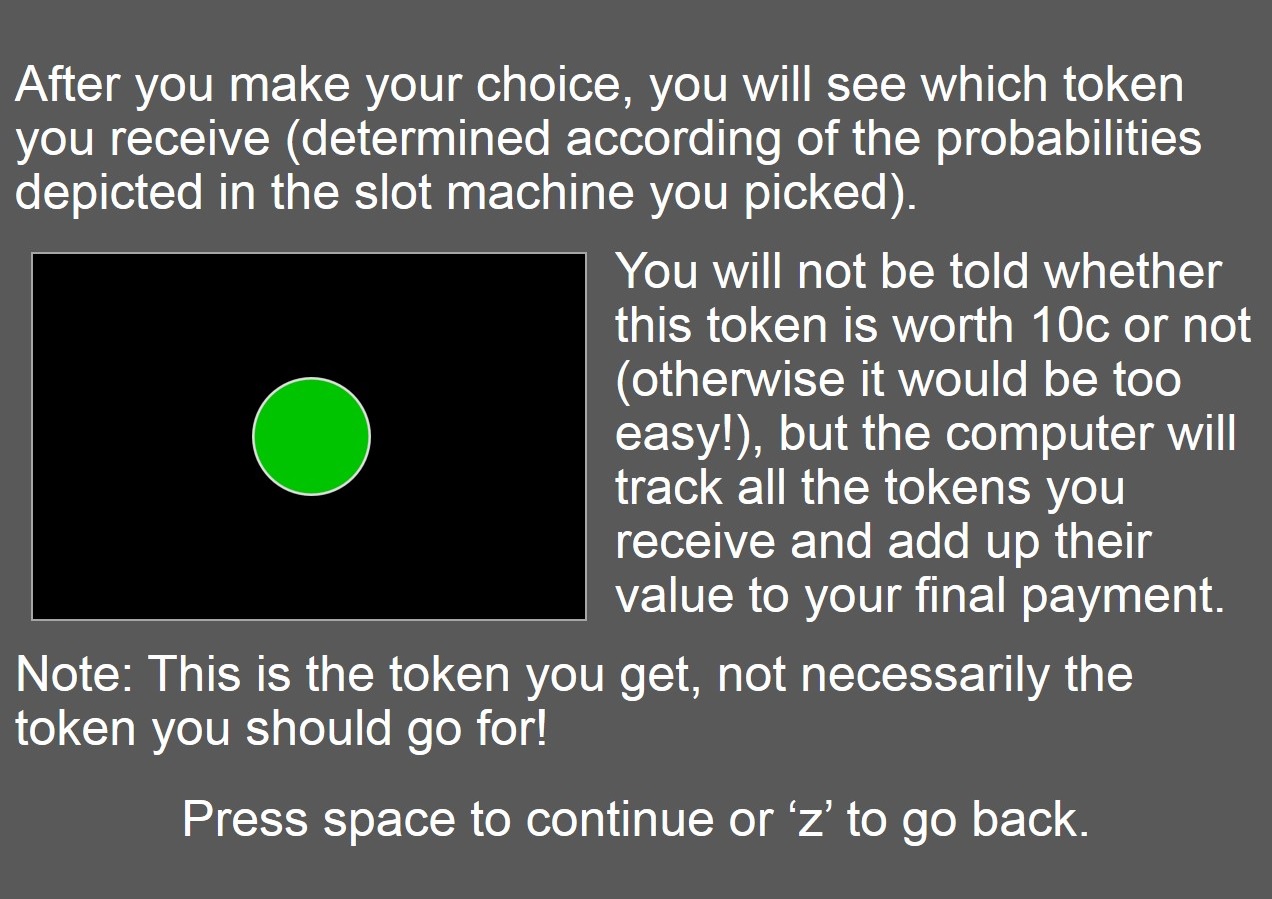 After you make your choice, you will see which token
you receive (determined according of the probabilities
depicted in the slot machine you picked).
You will not be told whether
this token is worth 10c or not
(otherwise it would be too
easy!), but the computer will
track all the tokens you
receive and add up their
value to your final payment.
Note: This is the token you get, not necessarily the
token you should go for!
Press space to continue or ‘z’ to go back.